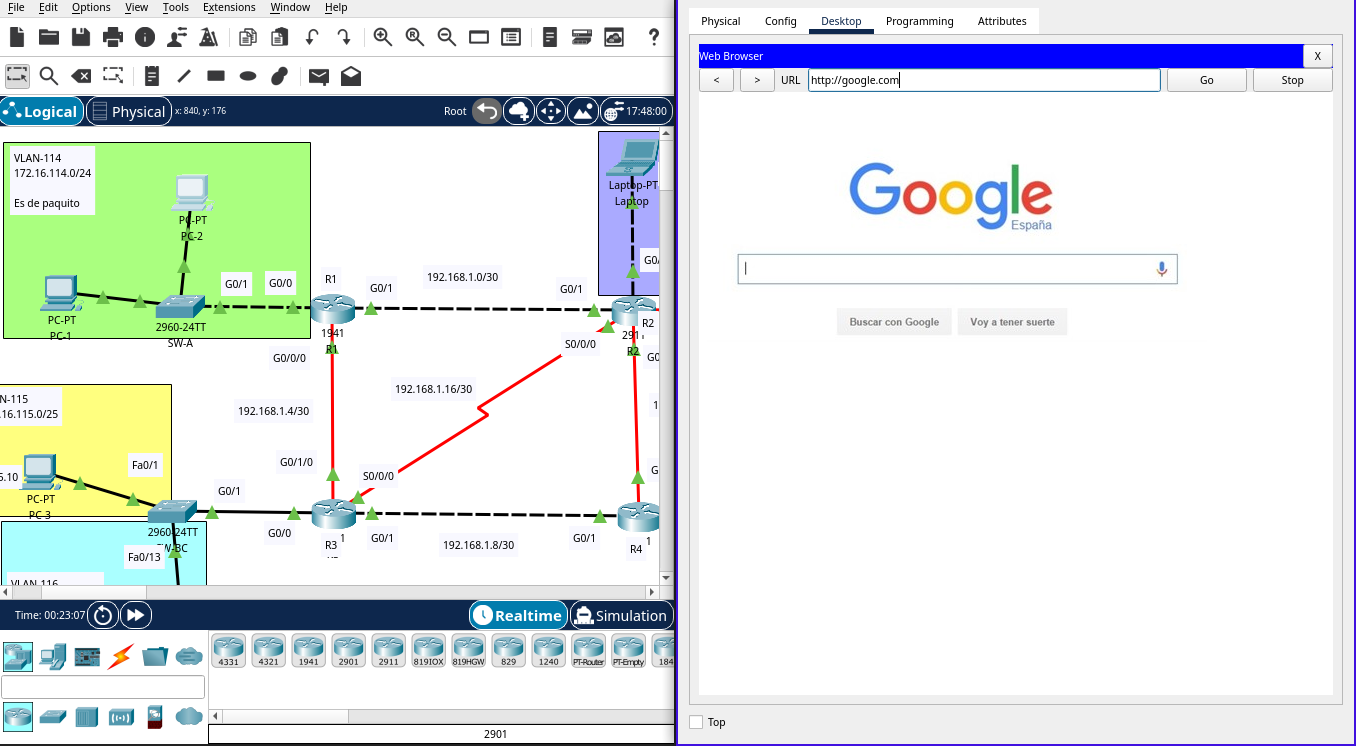 File Edit Options View Tools Extensions Window Help
Logical Physical x: 840, y: 176 Root 17:48:00
VLAN-114
172.16.114.0/24
Es de paquito
PC-PT
PC-2
PC-PT
PC-1
2960-24TT
SW-A
G0/1
G0/0
R1
G0/1
1941
R1
G0/0/0
192.168.1.0/30
G0/1
Laptop-PT
Laptop
G0/
R2
291
R2
S0/0/0
G0
192.168.1.16/30
192.168.1.4/30
1
N-115
.16.115.0/25
5.10
PC-PT
PC 3
Fa0/1
G0/1
2960-24TT
SW-BC
Fa0/13
VLAN-116
G0/1/0
S0/0/0
G0/0
R3
1
G0/1
192.168.1.8/30
G0/1
G
R4
1
Time: 00:23:07 Realtime Simulation
4331 4321 1941 2901 2911 819IOX 819HGW 829 1240 PT-Router PT-Empty 184
2901
Physical Config Desktop Programming Attributes
Web Browser X
< > URL http://google.com Go Stop
Google
España
Buscar con Google Voy a tener suerte
Top